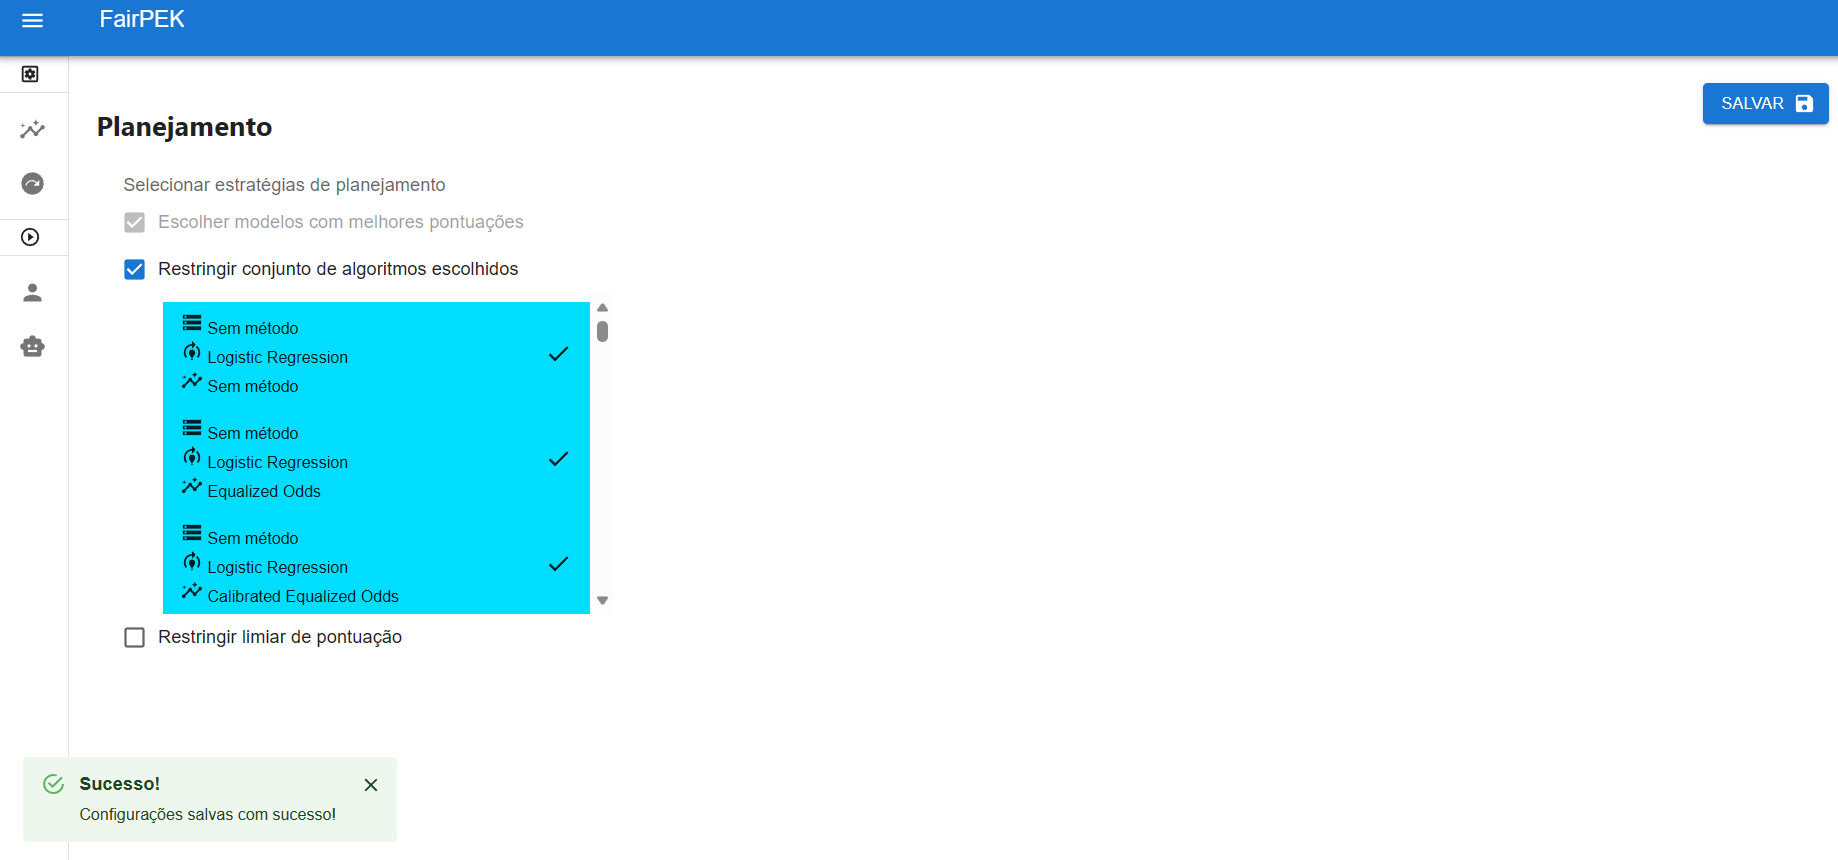 FairPEK
SALVAR
Planejamento
Selecionar estratégias de planejamento
Escolher modelos com melhores pontuações
Restringir conjunto de algoritmos escolhidos
Sem método
Logistic Regression
Sem método
Sem método
Logistic Regression
Equalized Odds
Sem método
Logistic Regression
Calibrated Equalized Odds
Restringir limiar de pontuação
Sucesso!
Configurações salvas com sucesso!